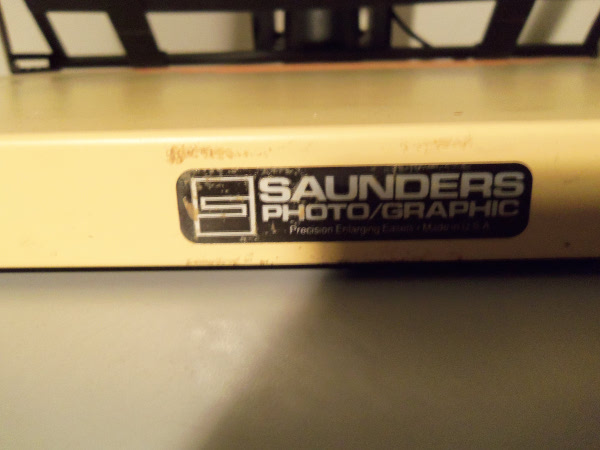 SAUNDERS
PHOTO/GRAPHIC
Precision Enlarging Easels • Made in U.S.A.